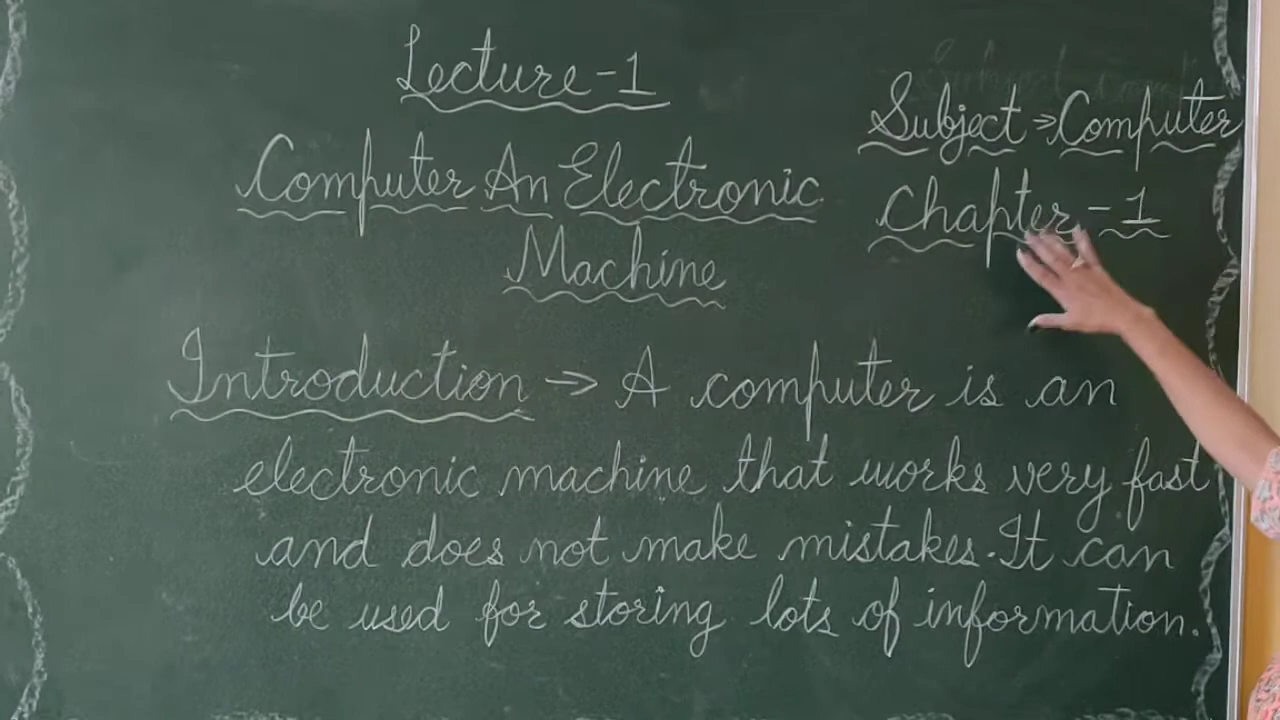 Lecture-1
Subject ⇒ Computer
Computer An Electronic
Chapter-1
Machine
Introduction → A computer is an
electronic machine that works very fast
and does not make mistakes. It can
be used for storing lots of information.